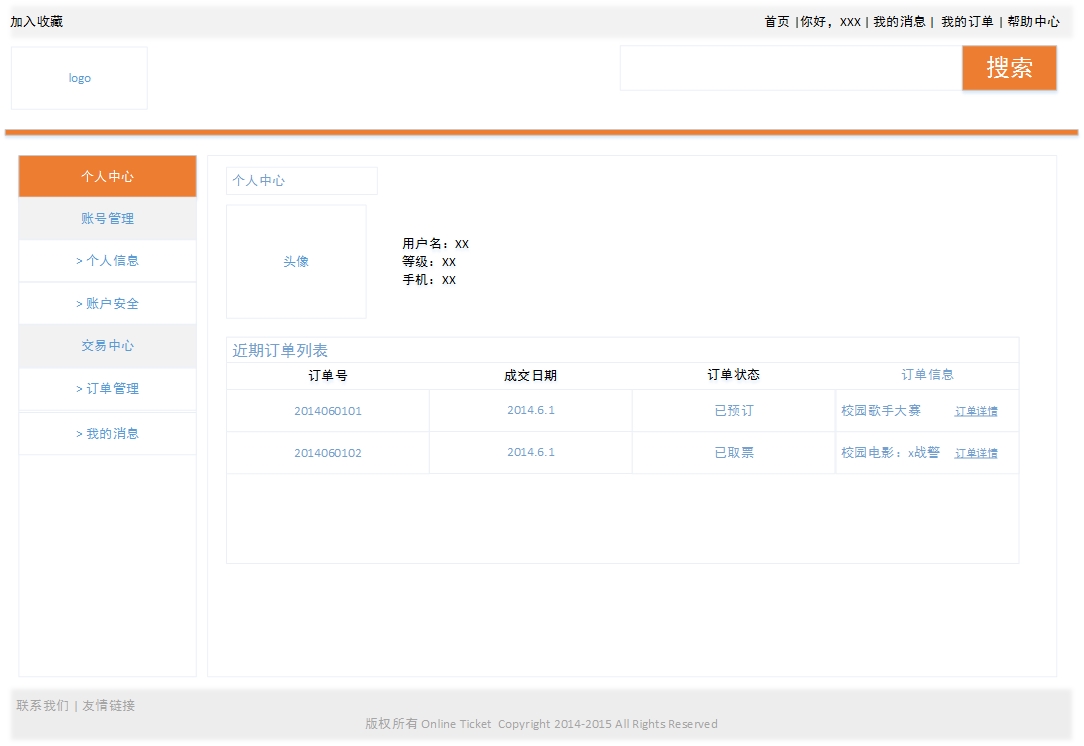 加入收藏 首页 |你好，XXX | 我的消息 | 我的订单 | 帮助中心
logo
搜索
个人中心
账号管理
> 个人信息
> 账户安全
交易中心
> 订单管理
> 我的消息
个人中心
头像
用户名：XX
等级：XX
手机：XX
近期订单列表
订单号 成交日期 订单状态 订单信息
2014060101 2014.6.1 已预订 校园歌手大赛 订单详情
2014060102 2014.6.1 已取票 校园电影：x战警 订单详情
联系我们 | 友情链接
版权所有 Online Ticket Copyright 2014-2015 All Rights Reserved